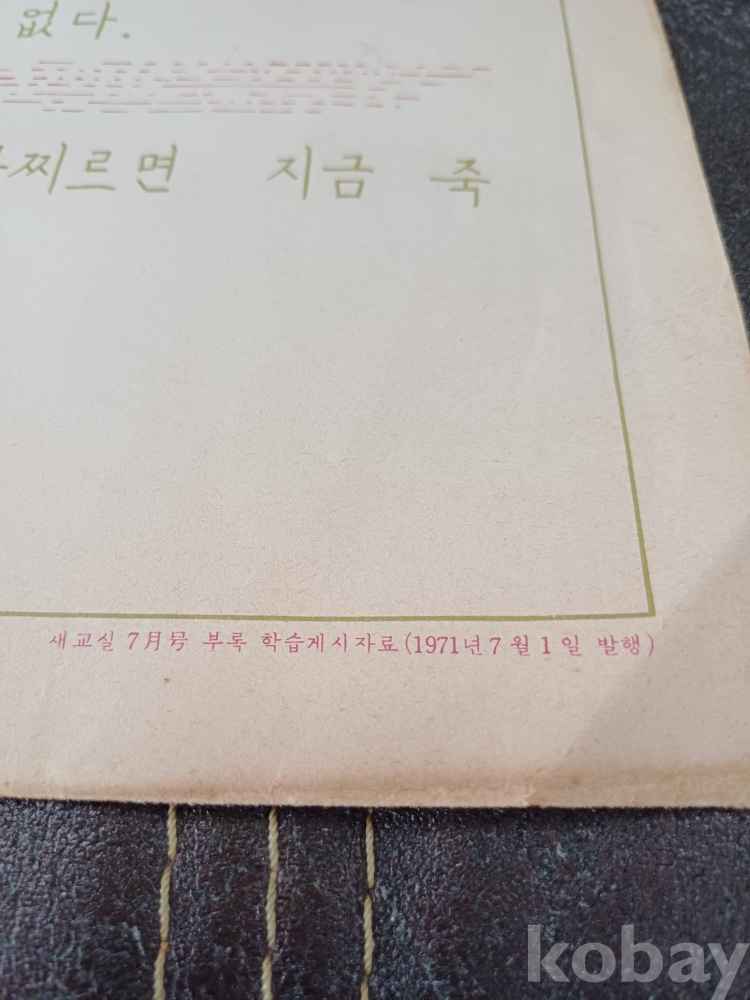 없다.
찌르면 지금 죽
새교실 7月号 부록 학습게시자료(1971년 7월 1일 발행)
kobay